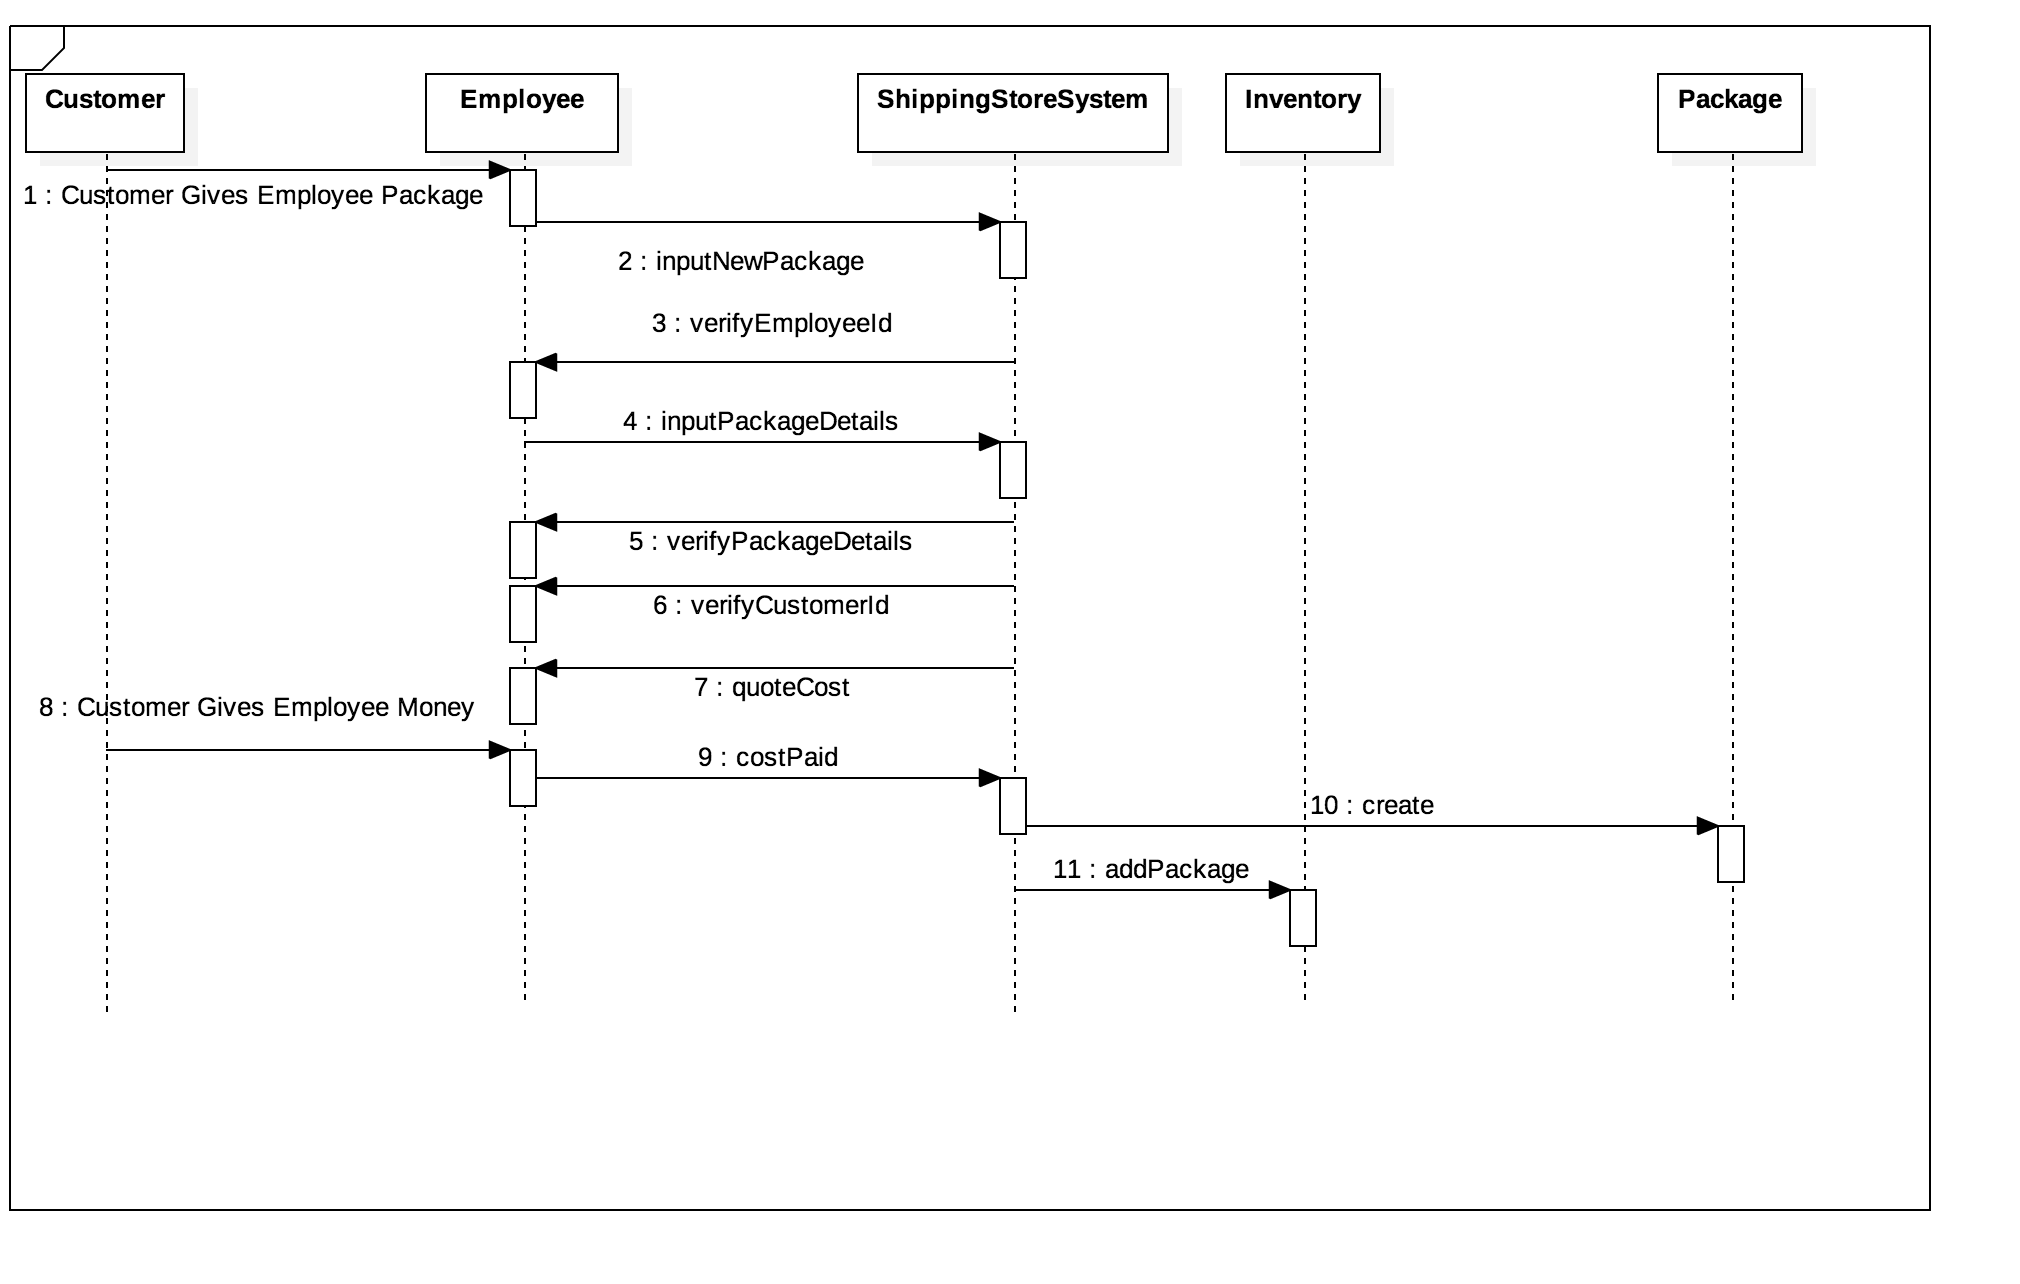 Customer
Employee
ShippingStoreSystem
Inventory
Package
1 : Customer Gives Employee Package
2 : inputNewPackage
3 : verifyEmployeeId
4 : inputPackageDetails
5 : verifyPackageDetails
6 : verifyCustomerId
7 : quoteCost
8 : Customer Gives Employee Money
9 : costPaid
10 : create
11 : addPackage